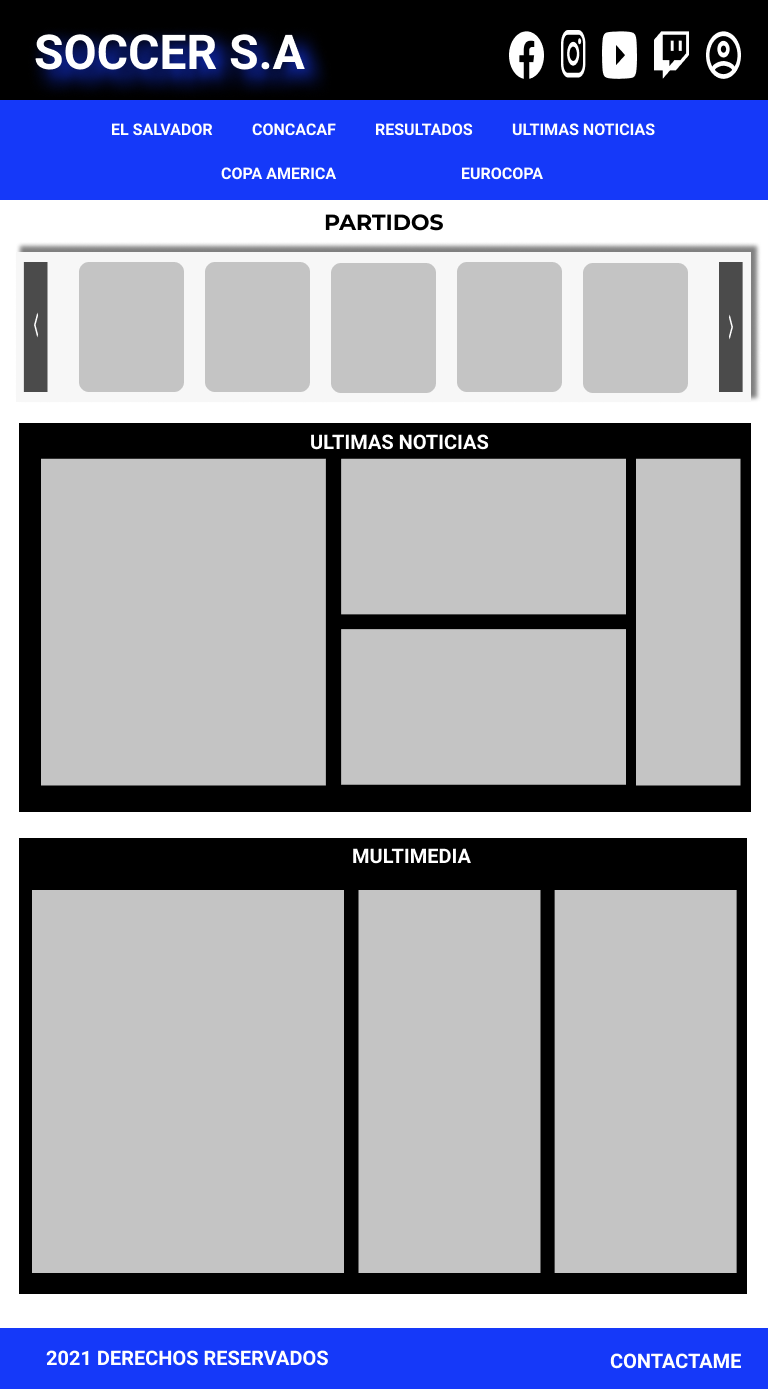 SOCCER S.A
EL SALVADOR CONCACAF RESULTADOS ULTIMAS NOTICIAS
COPA AMERICA EUROCOPA
PARTIDOS
ULTIMAS NOTICIAS
MULTIMEDIA
2021 DERECHOS RESERVADOS CONTACTAME